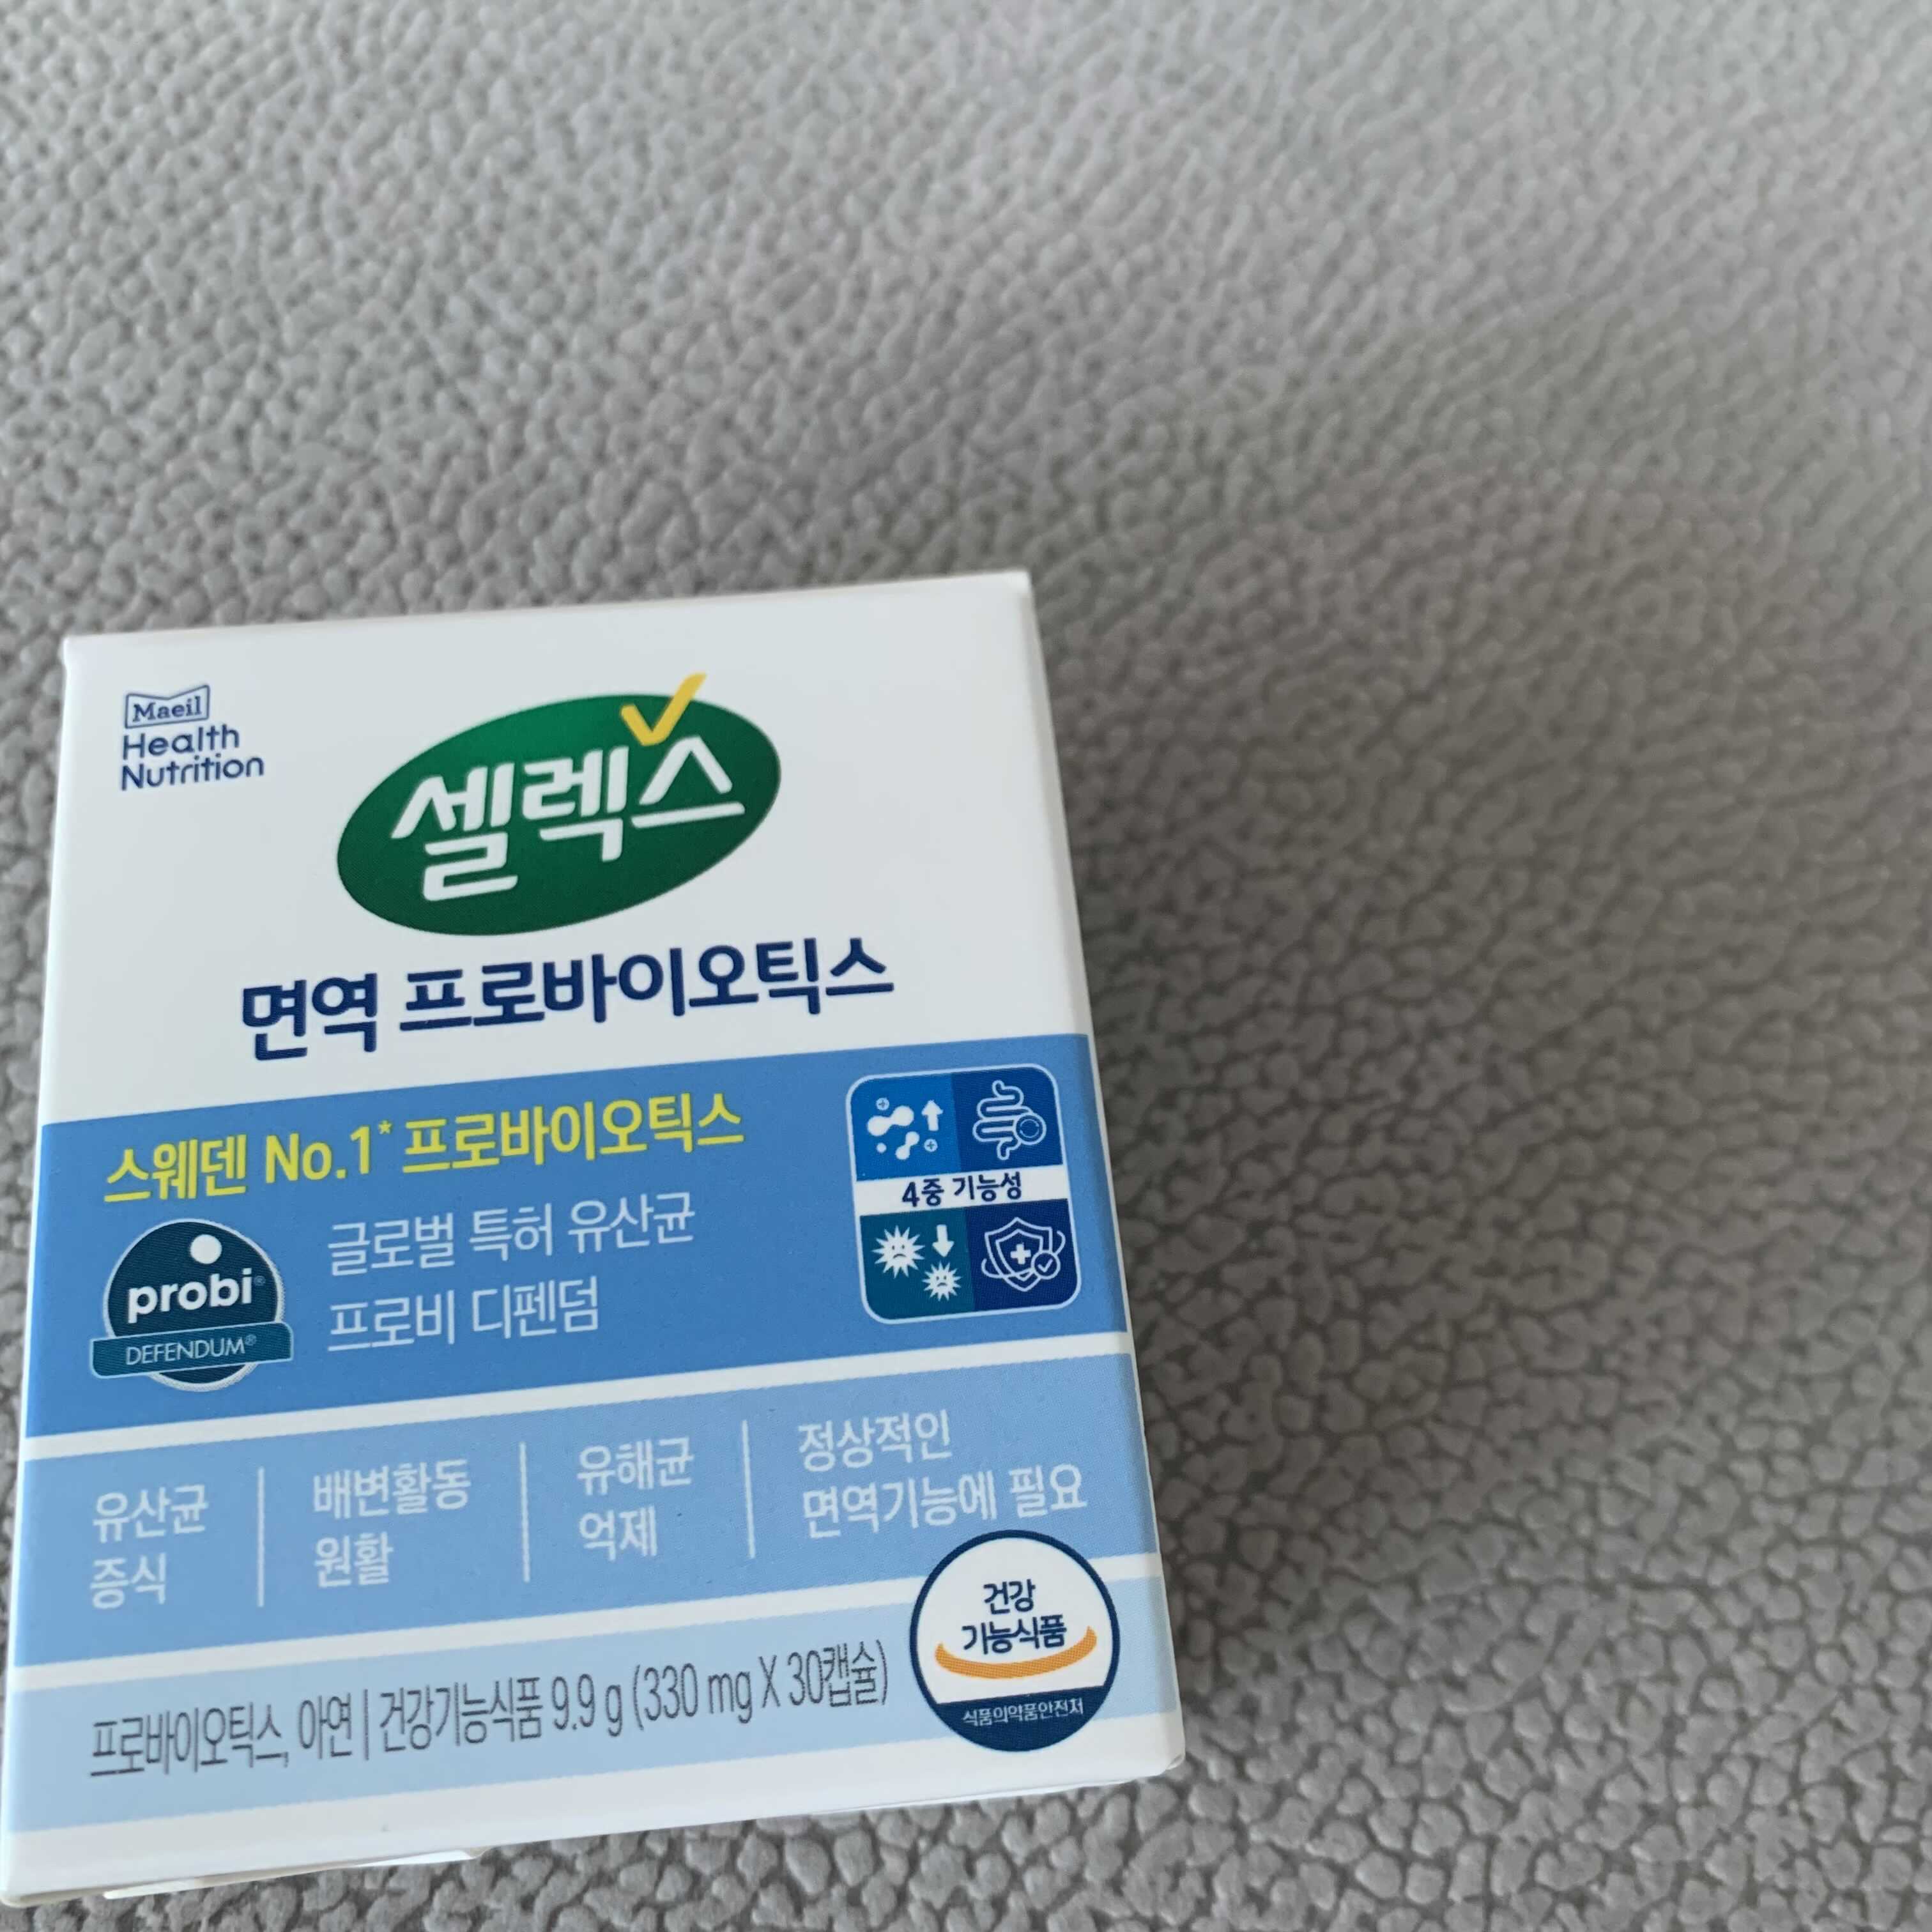 Maeil
Health
Nutrition
셀렉스
면역 프로바이오틱스
스웨덴 No.1* 프로바이오틱스
글로벌 특허 유산균
프로비 디펜덤
probi®
DEFENDUM®
4중 기능성
유산균
증식
배변활동
원활
유해균
억제
정상적인
면역기능에 필요
건강
기능식품
식품의약품안전처
프로바이오틱스, 아연 | 건강기능식품 9.9 g (330 mg X 30캡슐)